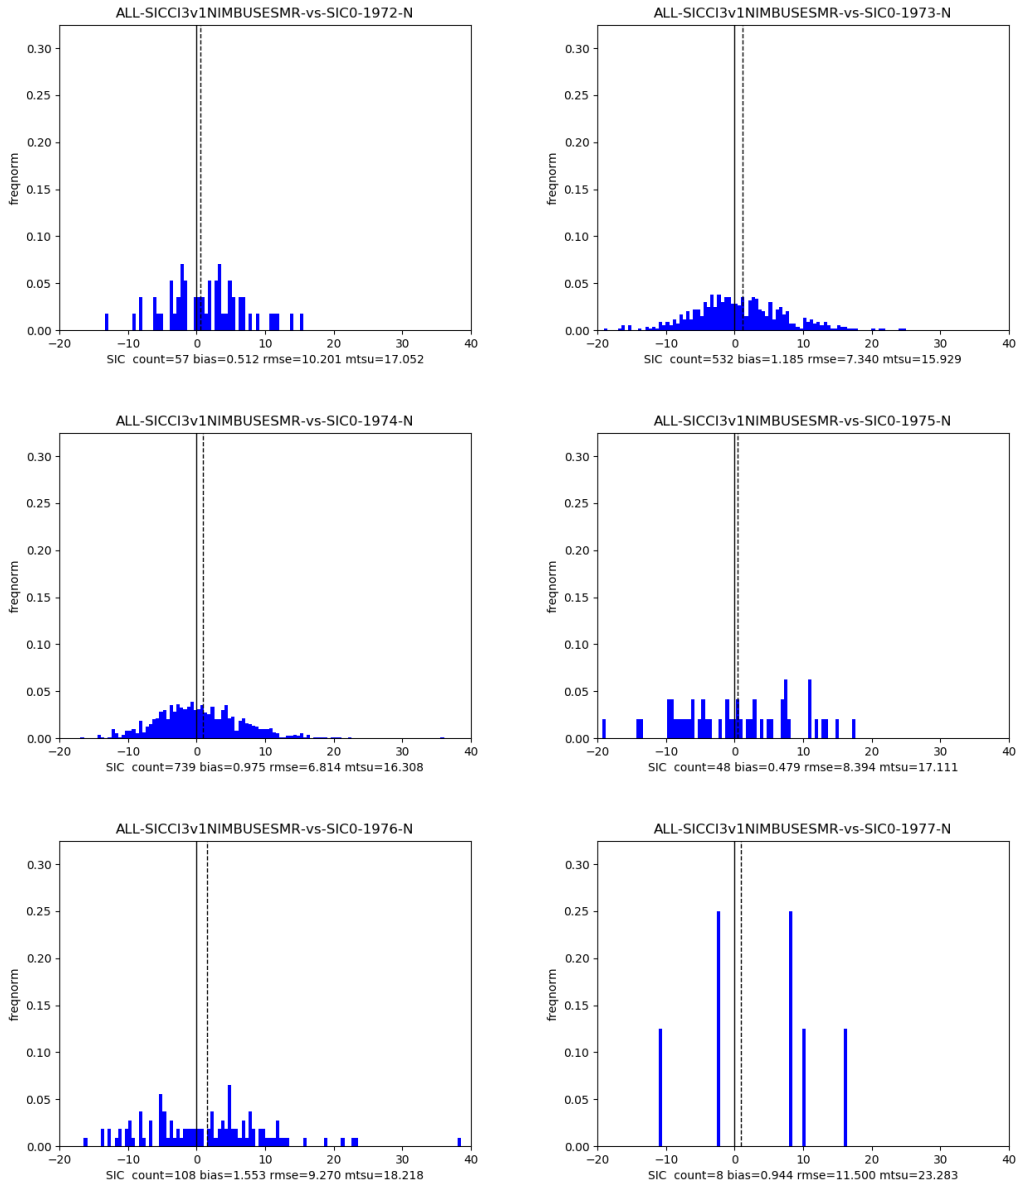 ALL-SICCI3v1NIMBUSESMR-vs-SIC0-1972-N
0.30
0.25
0.20
0.15
0.10
0.05
0.00
freqnorm
−20 −10 0 10 20 30 40
SIC count=57 bias=0.512 rmse=10.201 mtsu=17.052
ALL-SICCI3v1NIMBUSESMR-vs-SIC0-1973-N
0.30
0.25
0.20
0.15
0.10
0.05
0.00
freqnorm
−20 −10 0 10 20 30 40
SIC count=532 bias=1.185 rmse=7.340 mtsu=15.929
ALL-SICCI3v1NIMBUSESMR-vs-SIC0-1974-N
0.30
0.25
0.20
0.15
0.10
0.05
0.00
freqnorm
−20 −10 0 10 20 30 40
SIC count=739 bias=0.975 rmse=6.814 mtsu=16.308
ALL-SICCI3v1NIMBUSESMR-vs-SIC0-1975-N
0.30
0.25
0.20
0.15
0.10
0.05
0.00
freqnorm
−20 −10 0 10 20 30 40
SIC count=48 bias=0.479 rmse=8.394 mtsu=17.111
ALL-SICCI3v1NIMBUSESMR-vs-SIC0-1976-N
0.30
0.25
0.20
0.15
0.10
0.05
0.00
freqnorm
−20 −10 0 10 20 30 40
SIC count=108 bias=1.553 rmse=9.270 mtsu=18.218
ALL-SICCI3v1NIMBUSESMR-vs-SIC0-1977-N
0.30
0.25
0.20
0.15
0.10
0.05
0.00
freqnorm
−20 −10 0 10 20 30 40
SIC count=8 bias=0.944 rmse=11.500 mtsu=23.283